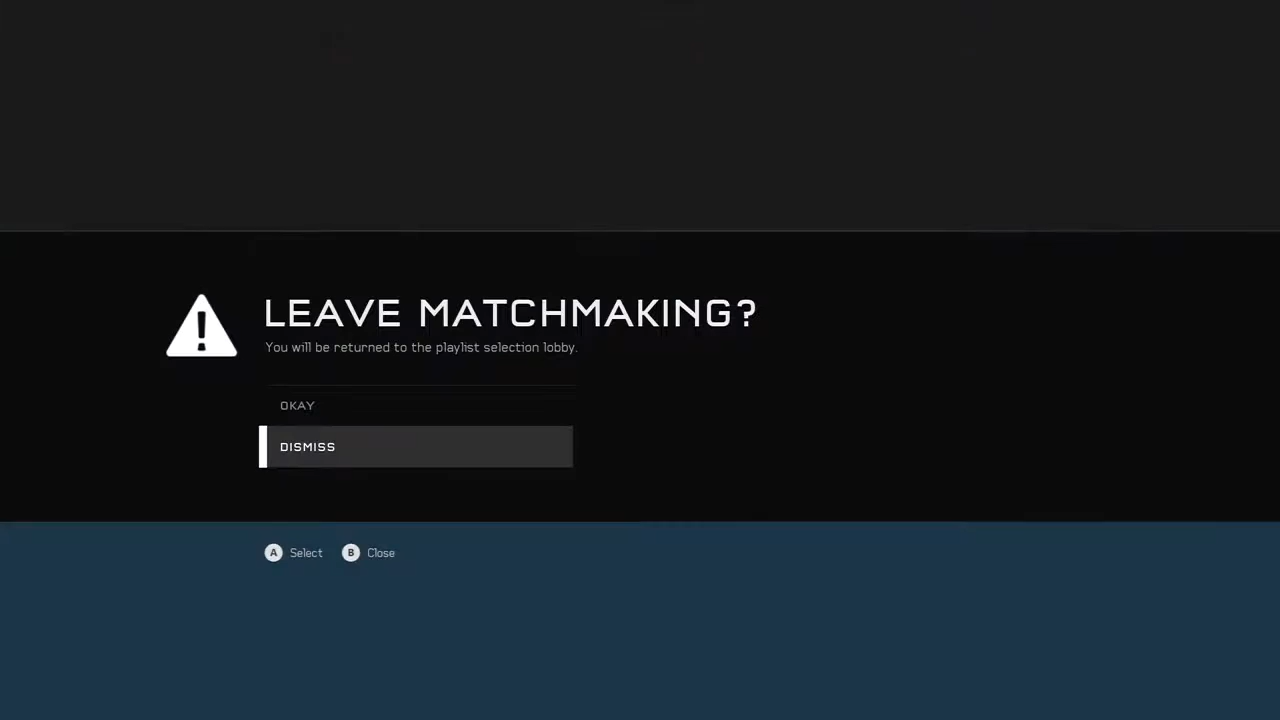 LEAVE MATCHMAKING?
You will be returned to the playlist selection lobby.
OKAY
DISMISS
A Select B Close